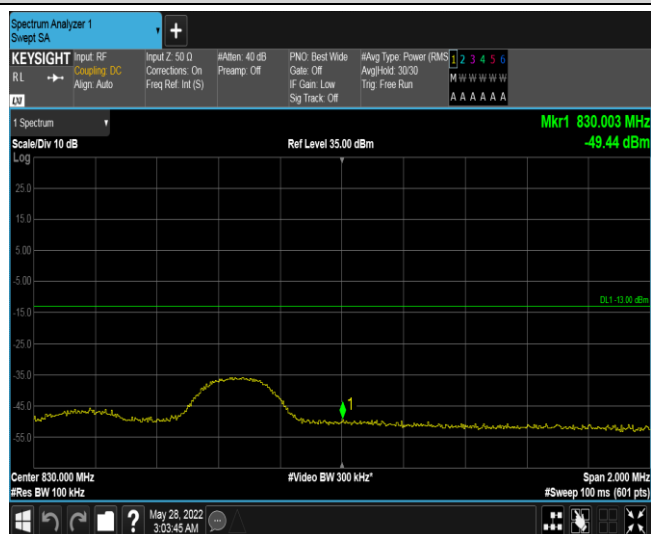 Spectrum Analyzer 1
Swept SA
+
KEYSIGHT Input: RF Input Z: 50 Ω #Atten: 40 dB PNO: Best Wide #Avg Type: Power (RMS 1 2 3 4 5 6
RL Coupling: DC Corrections: On Preamp: Off Gate: Off Avg|Hold: 30/30 M W W W W W
Align: Auto Freq Ref: Int (S) IF Gain: Low Trig: Free Run
LXI Sig Track: Off A A A A A A
1 Spectrum Mkr1 830.003 MHz
Scale/Div 10 dB Ref Level 35.00 dBm -49.44 dBm
Log
25.0
15.0
5.00
-5.00
DL1 -13.00 dBm
-15.0
-25.0
-35.0
-45.0 1
-55.0
Center 830.000 MHz #Video BW 300 kHz* Span 2.000 MHz
#Res BW 100 kHz #Sweep 100 ms (601 pts)
? May 28, 2022
3:03:45 AM